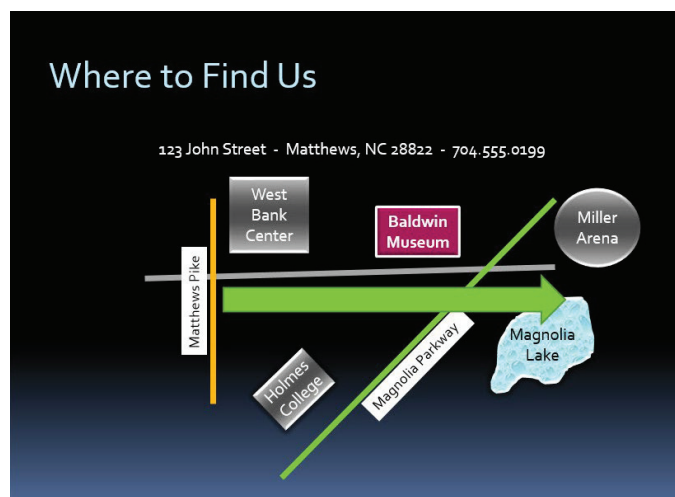 Where to Find Us
123 John Street - Matthews, NC 28822 - 704.555.0199
West
Bank
Center
Baldwin
Museum
Miller
Arena
Matthews Pike
Magnolia Parkway
Magnolia
Lake
Holmes
College